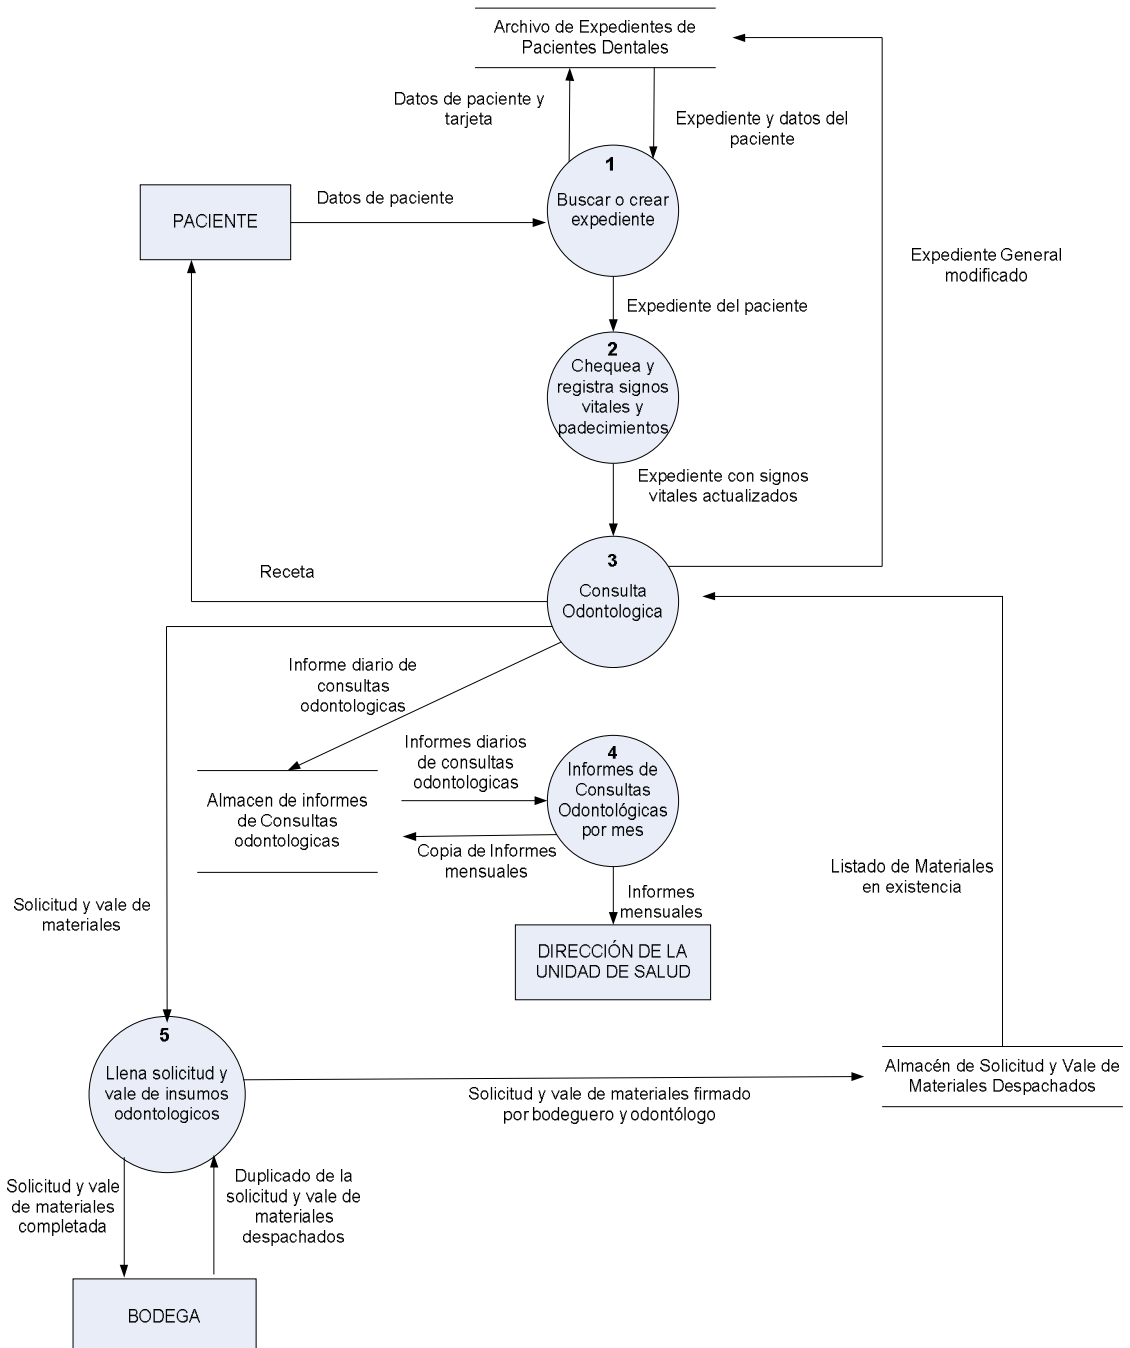 Archivo de Expedientes de
Pacientes Dentales
Datos de paciente y
tarjeta
Expediente y datos del
paciente
1
Buscar o crear
expediente
PACIENTE
Datos de paciente
Expediente General
modificado
Expediente del paciente
2
Chequea y
registra signos
vitales y
padecimientos
Expediente con signos
vitales actualizados
3
Consulta
Odontologica
Receta
Informe diario de
consultas
odontologicas
Informes diarios
de consultas
odontologicas
4
Informes de
Consultas
Odontológicas
por mes
Almacen de informes
de Consultas
odontologicas
Copia de Informes
mensuales
Listado de Materiales
en existencia
Informes
mensuales
Solicitud y vale de
materiales
DIRECCIÓN DE LA
UNIDAD DE SALUD
5
Llena solicitud y
vale de insumos
odontologicos
Almacén de Solicitud y Vale de
Materiales Despachados
Solicitud y vale de materiales firmado
por bodeguero y odontólogo
Solicitud y vale
de materiales
completada
Duplicado de la
solicitud y vale de
materiales
despachados
BODEGA